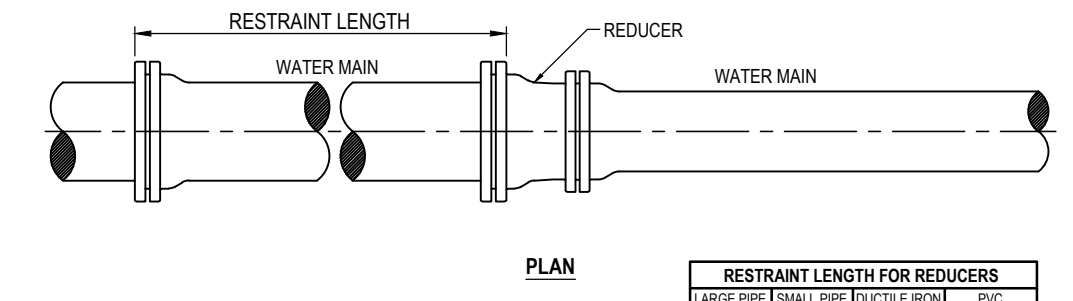 RESTRAINT LENGTH
REDUCER
WATER MAIN
WATER MAIN
PLAN
RESTRAINT LENGTH FOR REDUCERS
LARGE PIPE SMALL PIPE DUCTILE IRON PVC